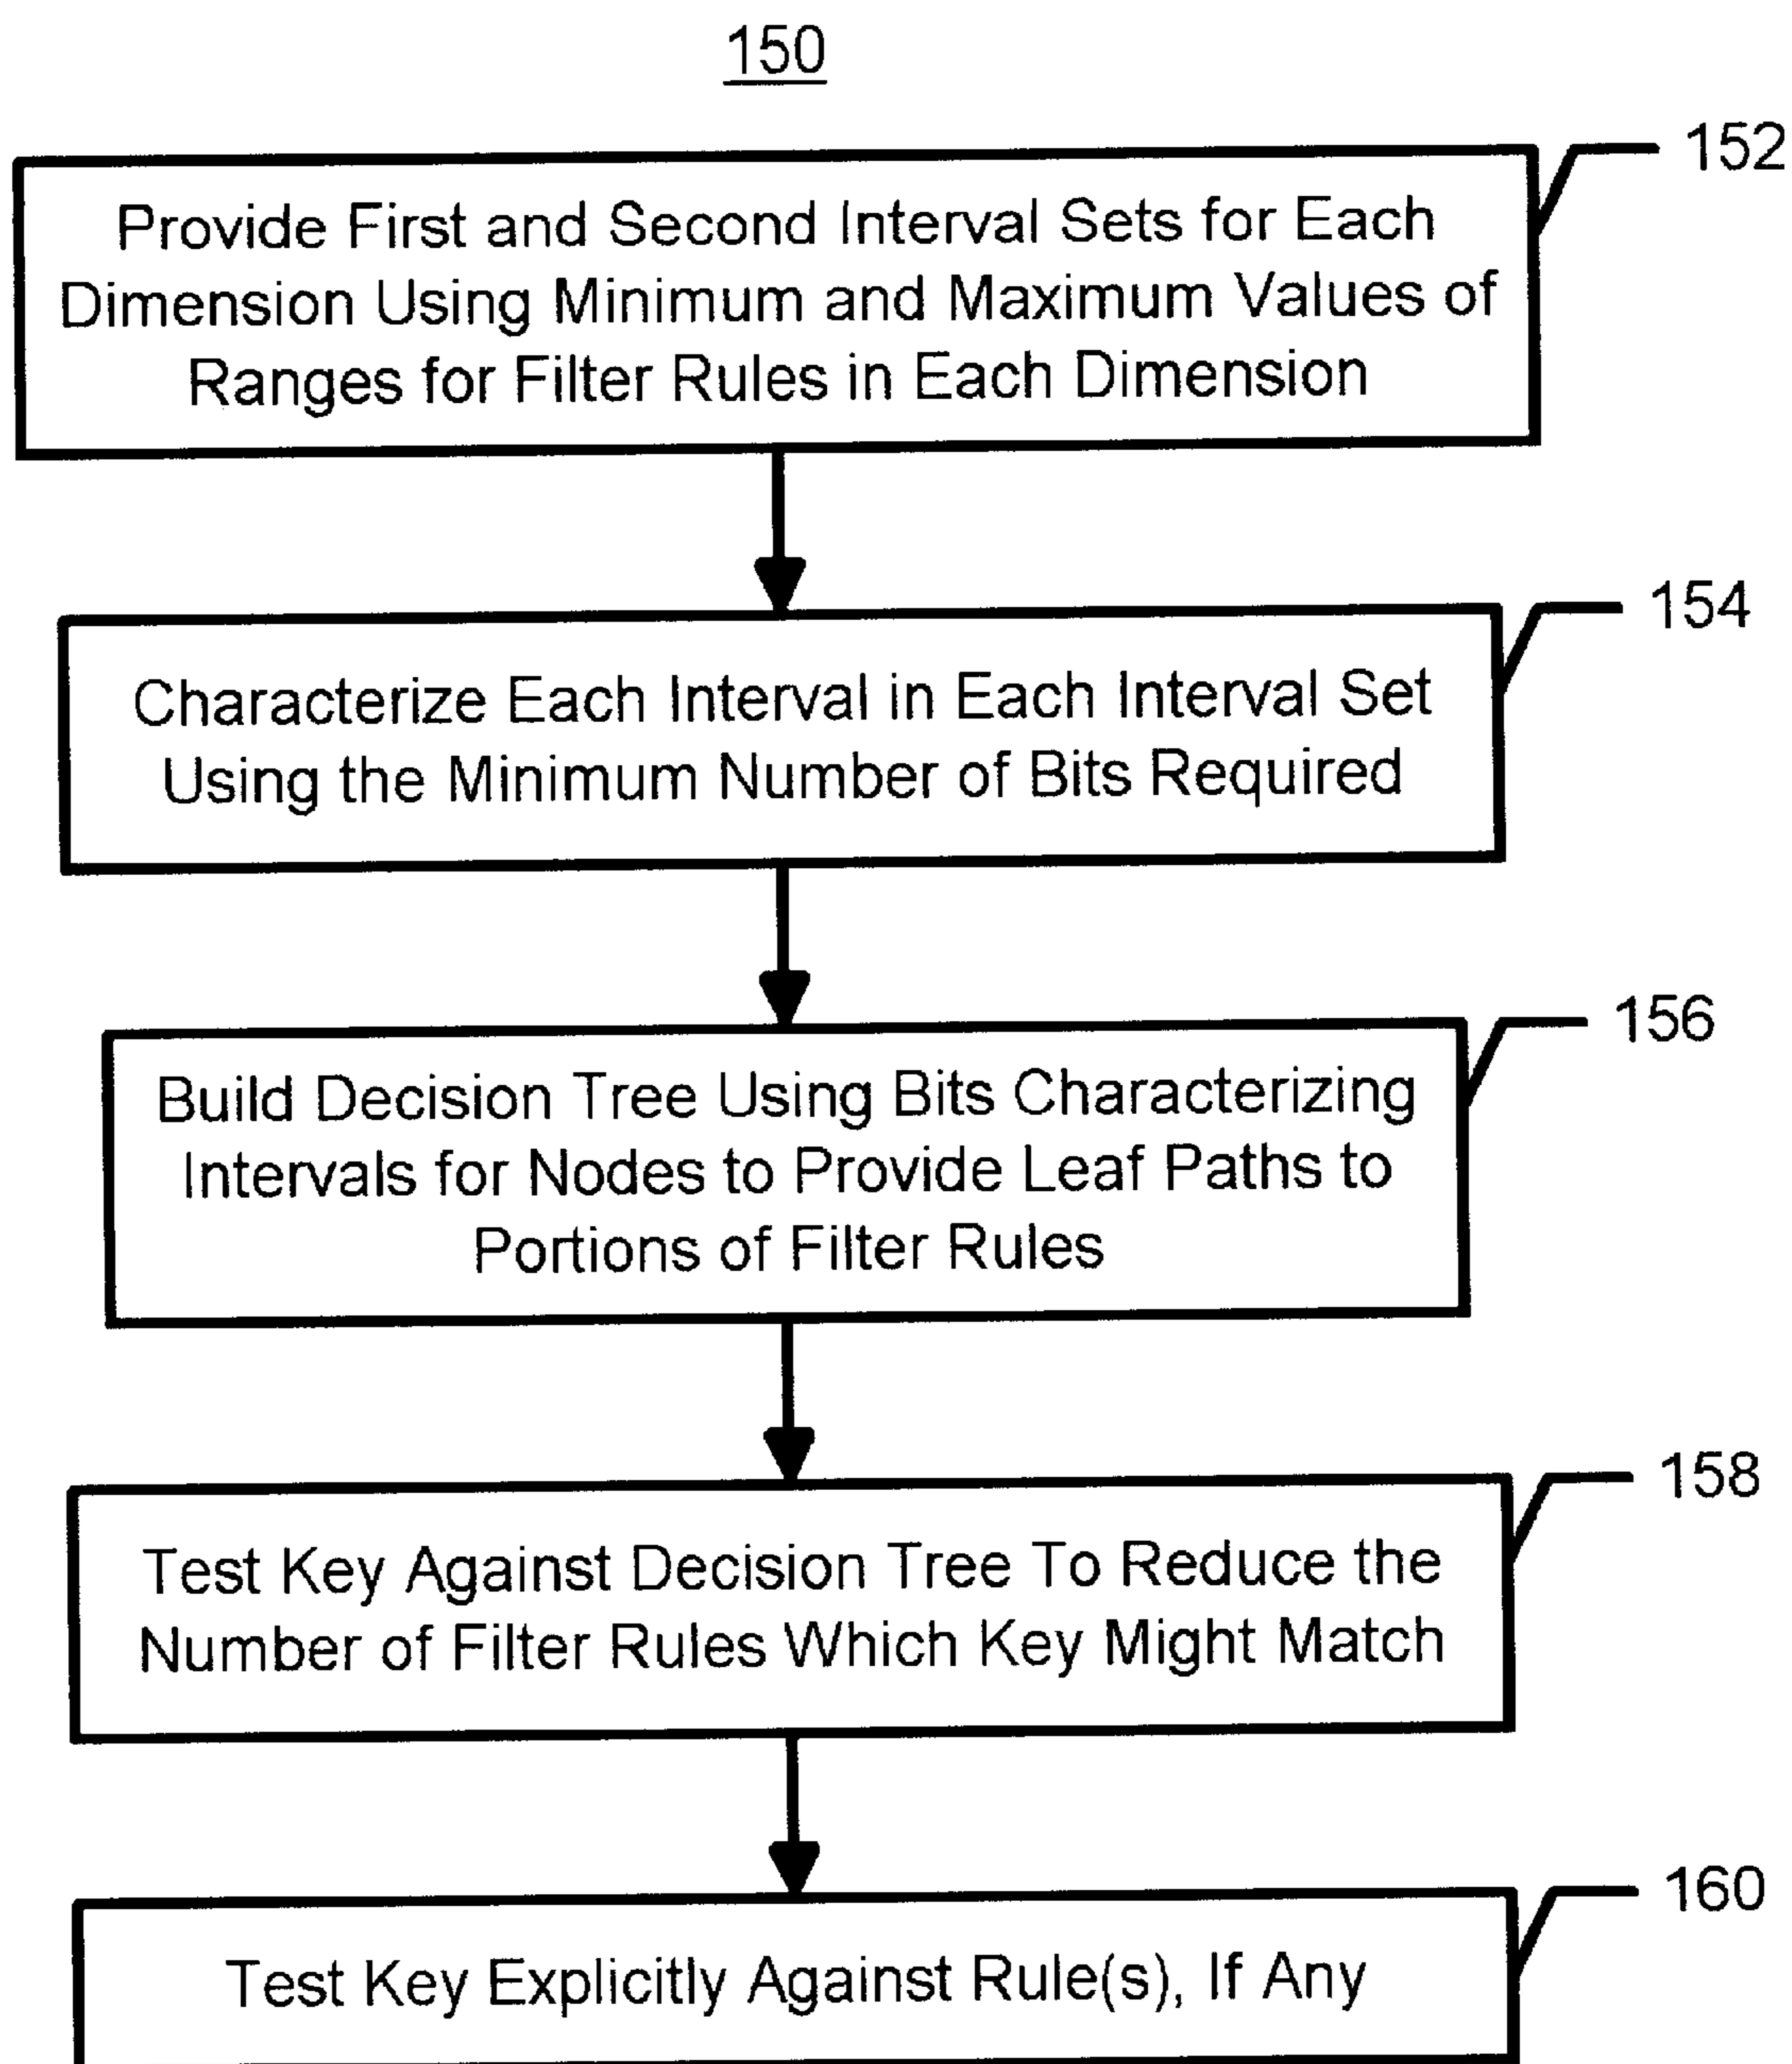 150
152
Provide First and Second Interval Sets for Each
Dimension Using Minimum and Maximum Values of
Ranges for Filter Rules in Each Dimension
154
Characterize Each Interval in Each Interval Set
Using the Minimum Number of Bits Required
156
Build Decision Tree Using Bits Characterizing
Intervals for Nodes to Provide Leaf Paths to
Portions of Filter Rules
158
Test Key Against Decision Tree To Reduce the
Number of Filter Rules Which Key Might Match
160
Test Key Explicitly Against Rule(s), If Any